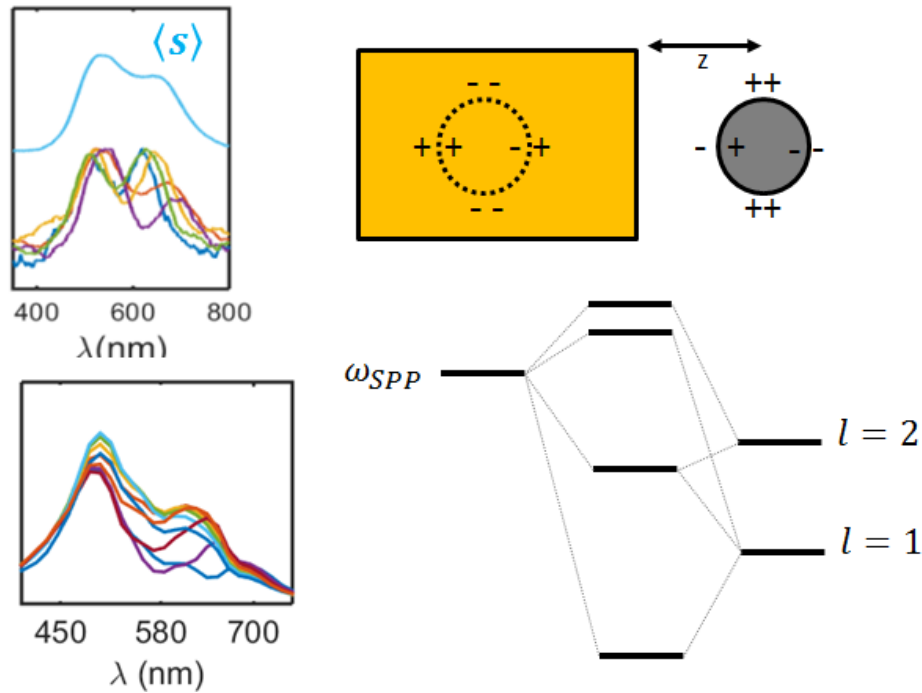 ⟨s⟩
400 600 800
λ(nm)
450 580 700
λ (nm)
z
- -
+ + - +
- -
++
- + - -
++
ω_SPP
l = 2
l = 1